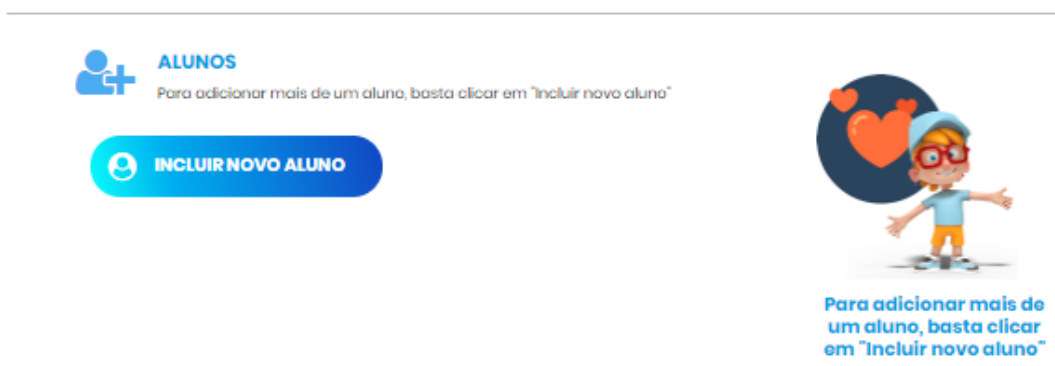 ALUNOS
Para adicionar mais de um aluno, basta clicar em "Incluir novo aluno"
INCLUIR NOVO ALUNO
Para adicionar mais de
um aluno, basta clicar
em "Incluir novo aluno"